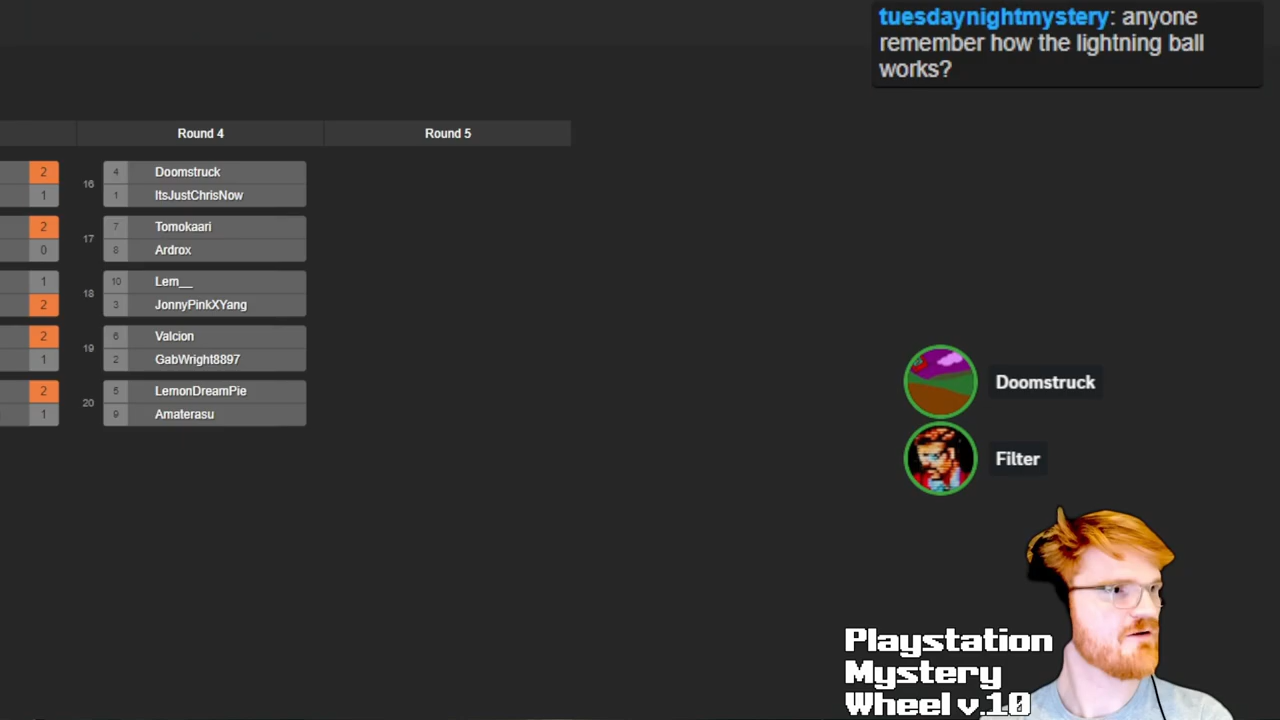 tuesdaynightmystery: anyone
remember how the lightning ball
works?
Round 4
Round 5
2
1
16
4 Doomstruck
1 ItsJustChrisNow
2
0
17
7 Tomokaari
8 Ardrox
1
2
18
10 Lem__
3 JonnyPinkXYang
2
1
19
6 Valcion
2 GabWright8897
2
1
20
5 LemonDreamPie
9 Amaterasu
Doomstruck
Filter
Playstation
Mystery
Wheel v.10